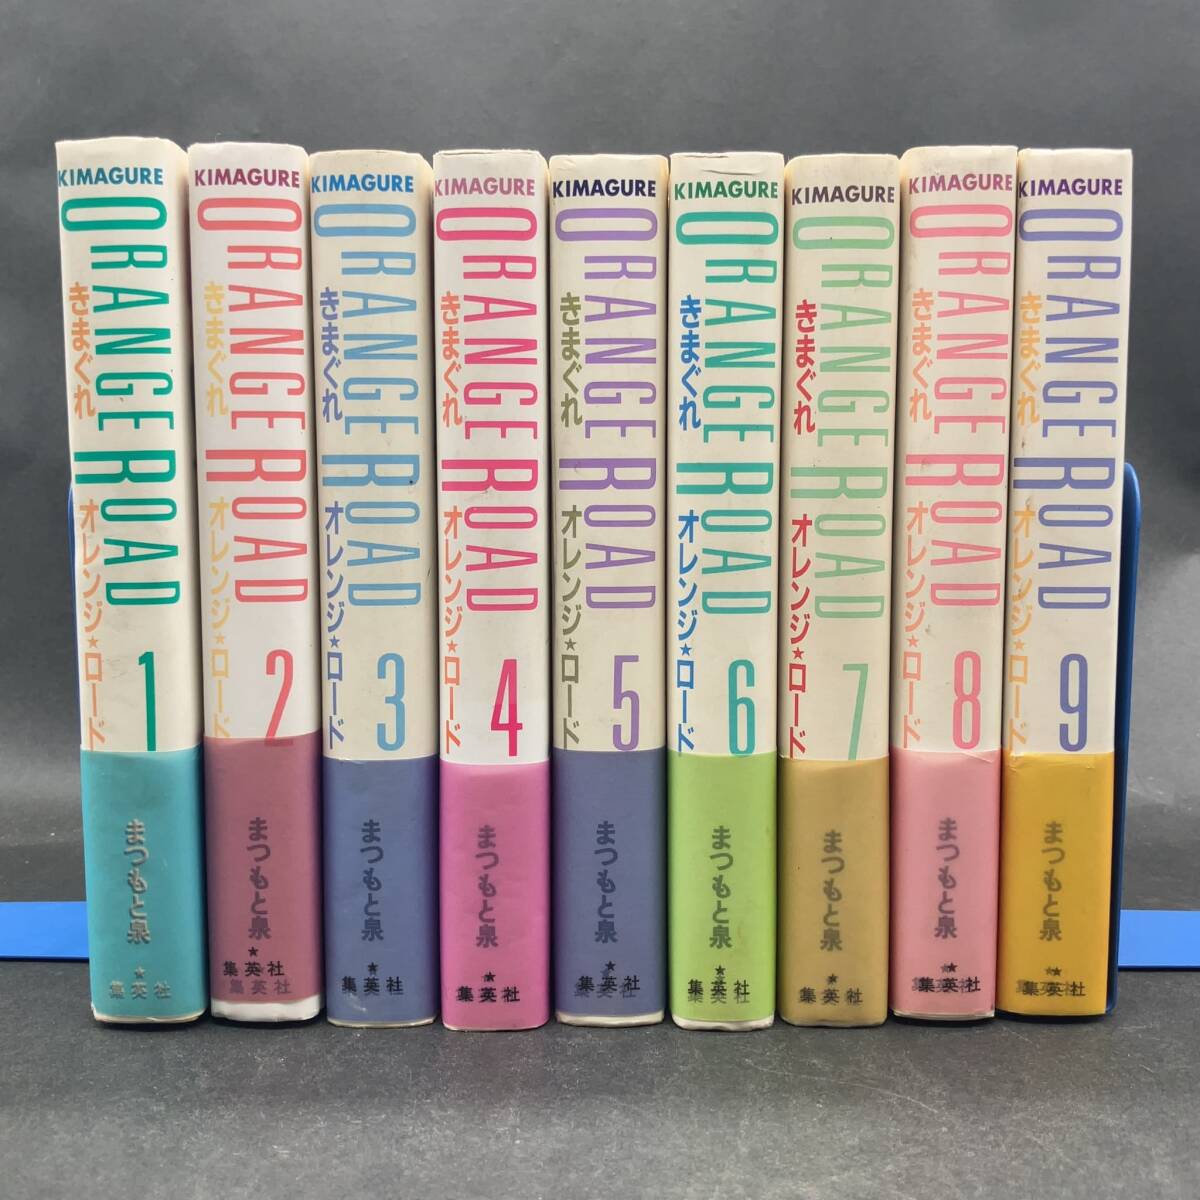 KIMAGURE
ORANGE ROAD
きまぐれ
オレンジ★ロード
1
まつもと泉
★
集英社
KIMAGURE
ORANGE ROAD
きまぐれ
オレンジ★ロード
2
まつもと泉
★
集英社
集英社
KIMAGURE
ORANGE ROAD
きまぐれ
オレンジ★ロード
3
まつもと泉
★
集英社
KIMAGURE
ORANGE ROAD
きまぐれ
オレンジ★ロード
4
まつもと泉
★
集英社
KIMAGURE
ORANGE ROAD
きまぐれ
オレンジ★ロード
5
まつもと泉
★
集英社
KIMAGURE
ORANGE ROAD
きまぐれ
オレンジ★ロード
6
まつもと泉
★
集英社
KIMAGURE
ORANGE ROAD
きまぐれ
オレンジ★ロード
7
まつもと泉
★
集英社
KIMAGURE
ORANGE ROAD
きまぐれ
オレンジ★ロード
8
まつもと泉
★
集英社
KIMAGURE
ORANGE ROAD
きまぐれ
オレンジ★ロード
9
まつもと泉
★
集英社